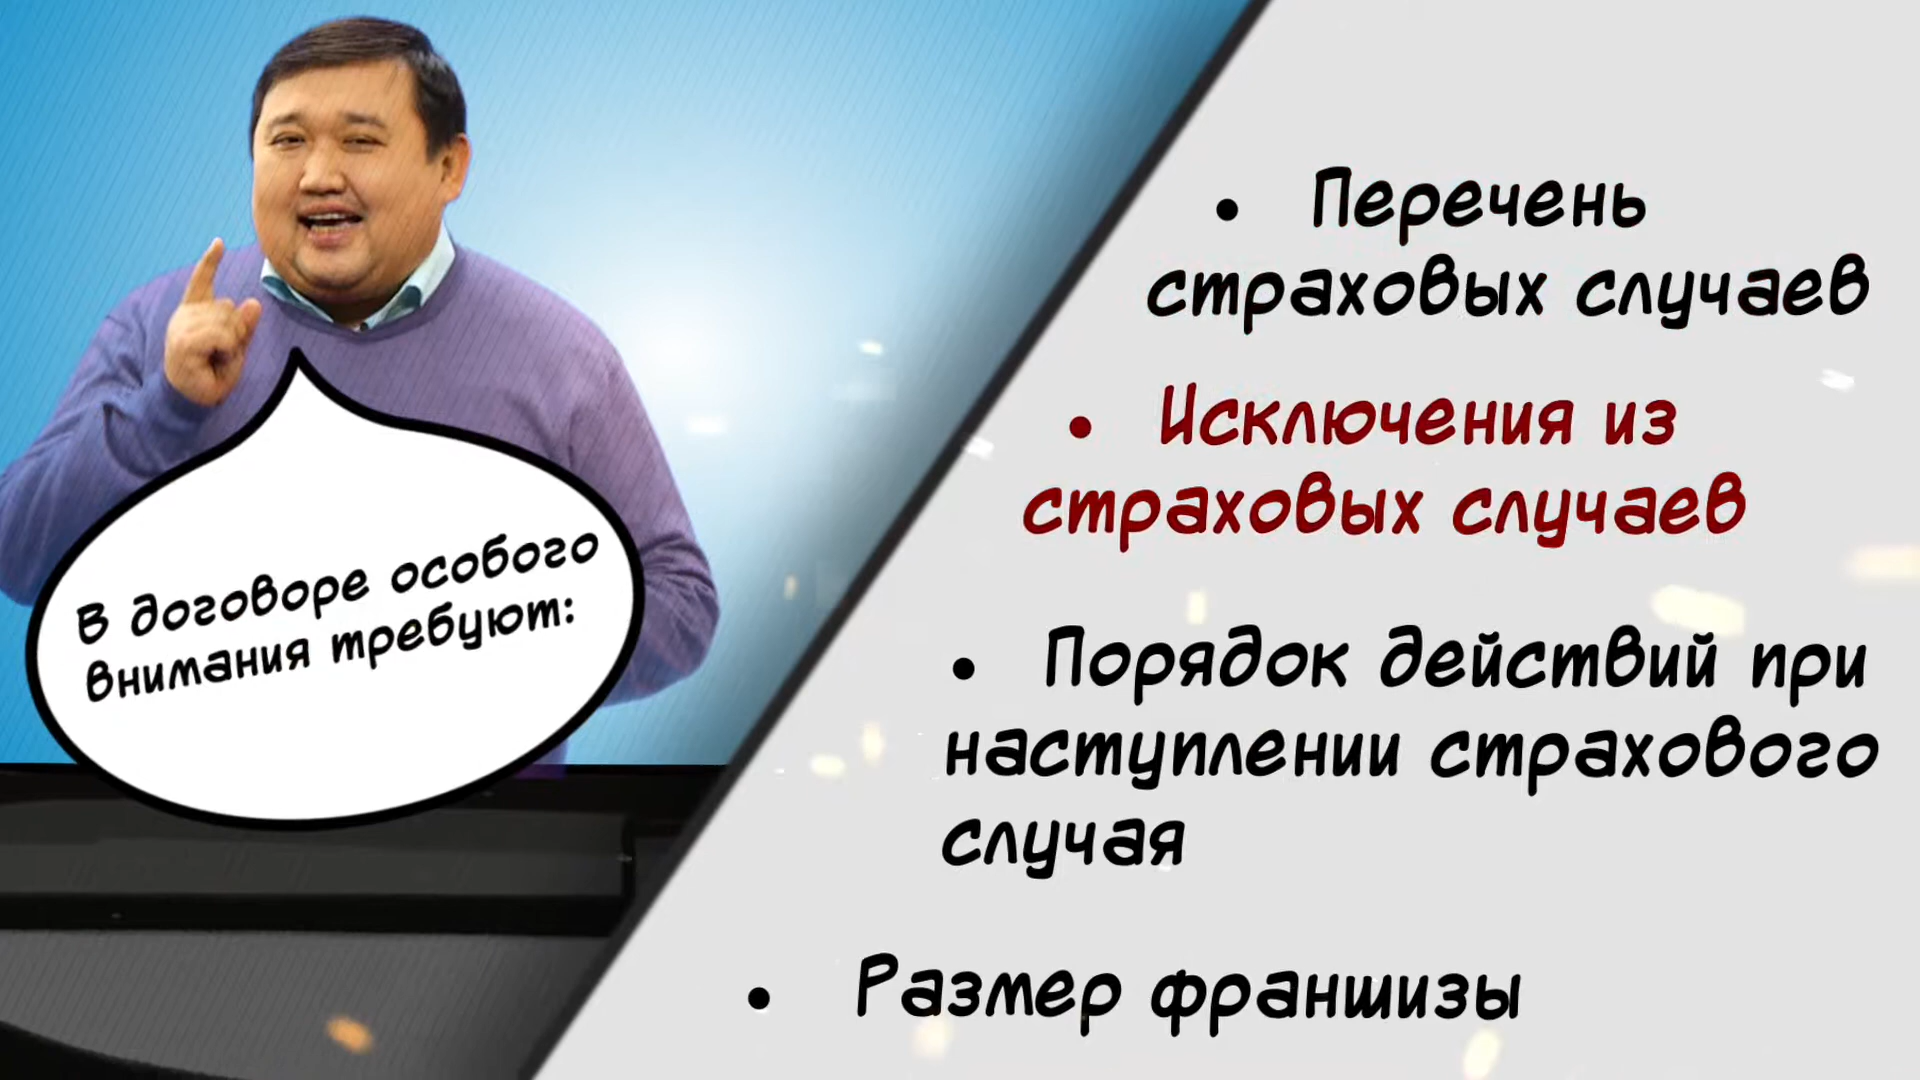 В договоре особого
внимания требуют:
• Перечень
страховых случаев
• Исключения из
страховых случаев
• Порядок действий при
наступлении страхового
случая
• Размер франшизы